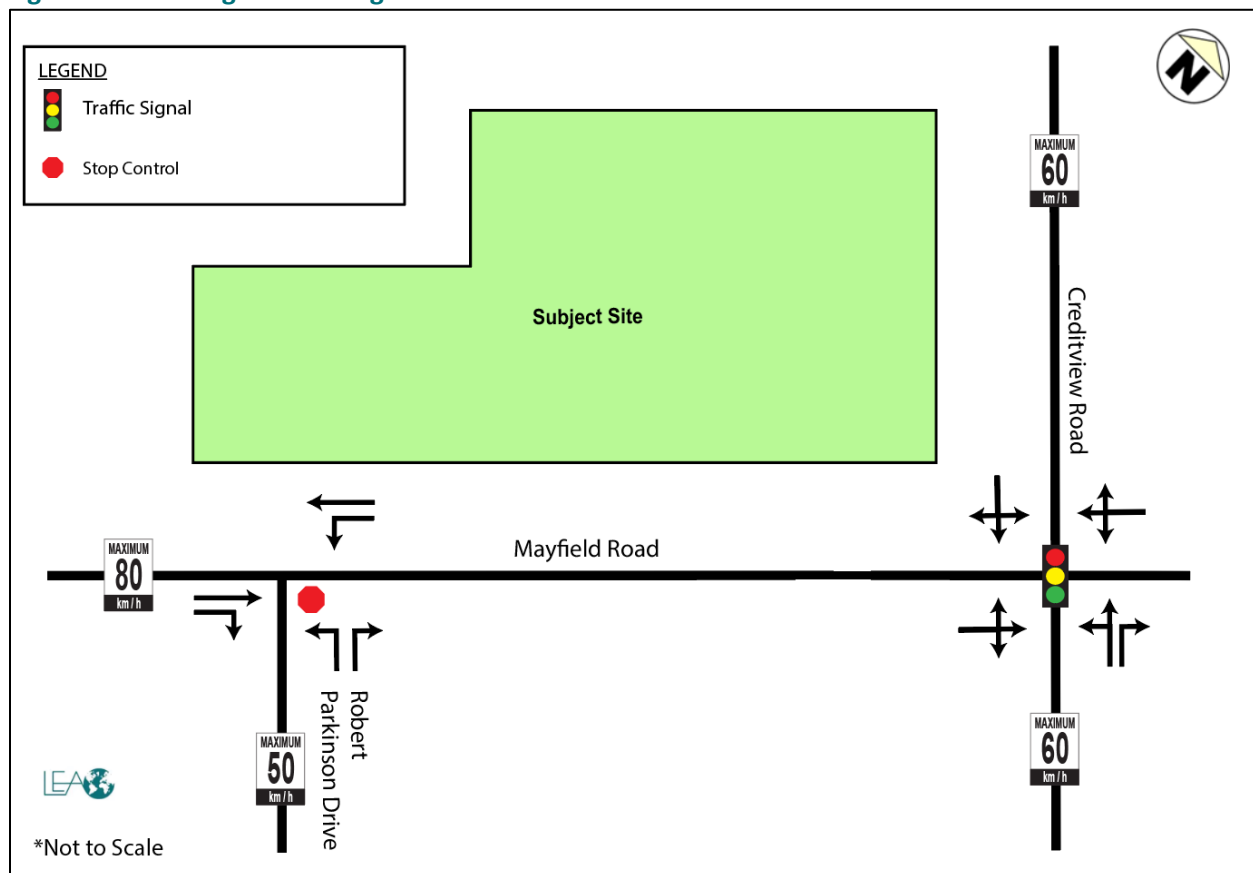 LEGEND
Traffic Signal
Stop Control
N
MAXIMUM
60
km / h
Subject Site
Creditview Road
Mayfield Road
MAXIMUM
80
km / h
Robert
Parkinson Drive
MAXIMUM
50
km / h
MAXIMUM
60
km / h
LEA
*Not to Scale